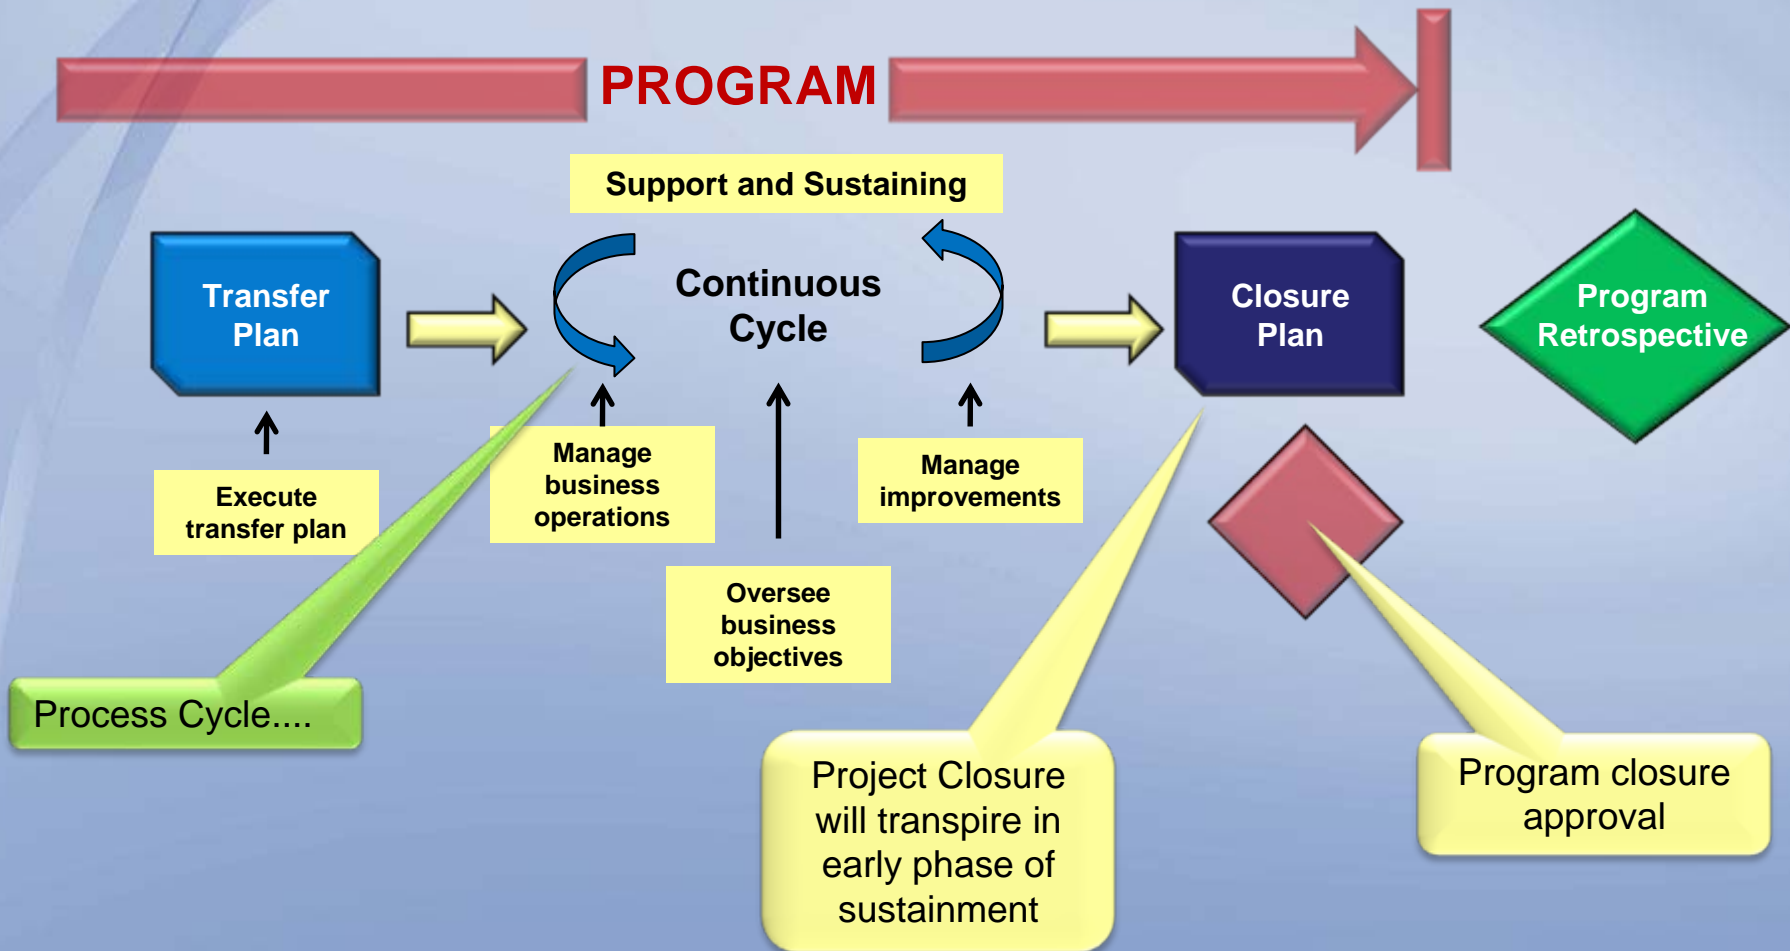 PROGRAM
Support and Sustaining
Transfer
Plan
Continuous
Cycle
Closure
Plan
Program
Retrospective
Execute
transfer plan
Manage
business
operations
Manage
improvements
Oversee
business
objectives
Process Cycle....
Project Closure
will transpire in
early phase of
sustainment
Program closure
approval